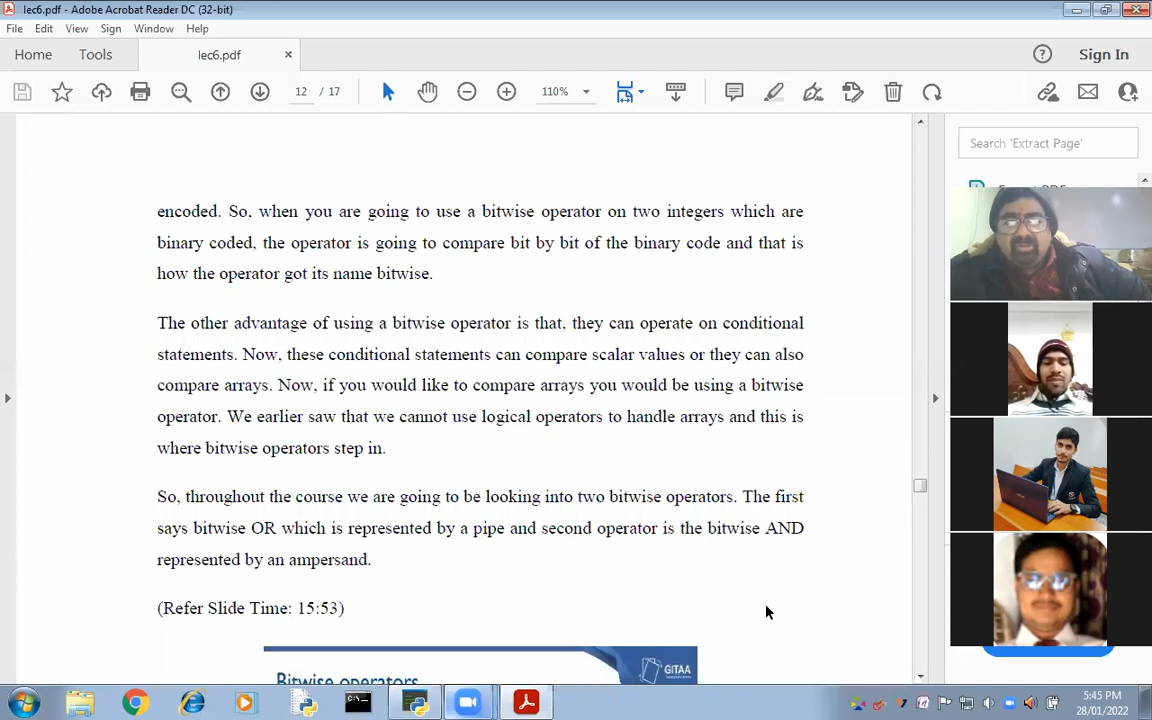 lec6.pdf - Adobe Acrobat Reader DC (32-bit)
File Edit View Sign Window Help
Home Tools lec6.pdf × Sign In
12 / 17 110%
Search 'Extract Page'
encoded. So, when you are going to use a bitwise operator on two integers which are
binary coded, the operator is going to compare bit by bit of the binary code and that is
how the operator got its name bitwise.
The other advantage of using a bitwise operator is that, they can operate on conditional
statements. Now, these conditional statements can compare scalar values or they can also
compare arrays. Now, if you would like to compare arrays you would be using a bitwise
operator. We earlier saw that we cannot use logical operators to handle arrays and this is
where bitwise operators step in.
So, throughout the course we are going to be looking into two bitwise operators. The first
says bitwise OR which is represented by a pipe and second operator is the bitwise AND
represented by an ampersand.
(Refer Slide Time: 15:53)
Bitwise operators
GITAA
5:45 PM
28/01/2022